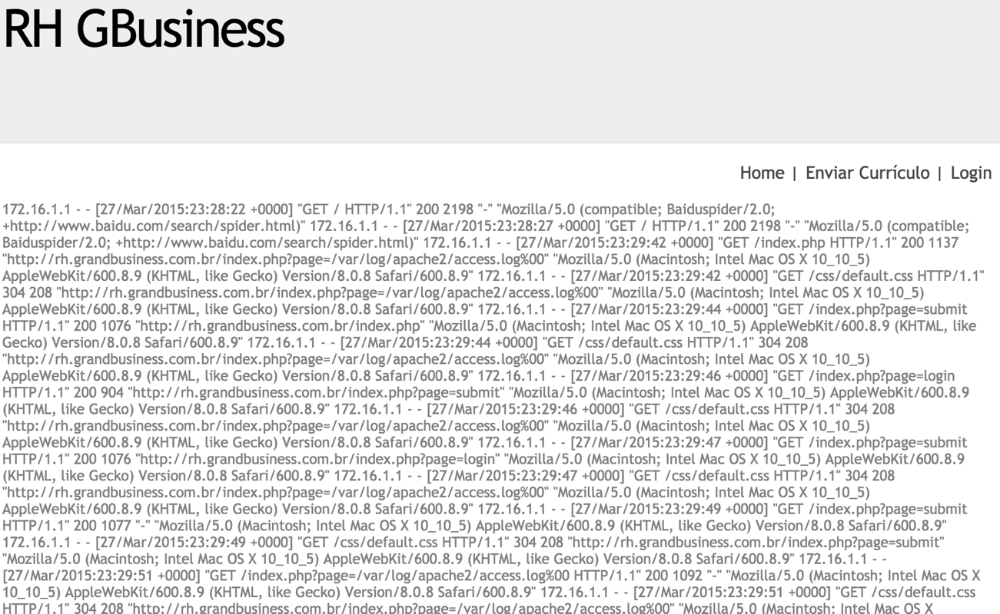 RH GBusiness
Home | Enviar Currículo | Login
172.16.1.1 - - [27/Mar/2015:23:28:22 +0000] "GET / HTTP/1.1" 200 2198 "-" "Mozilla/5.0 (compatible; Baiduspider/2.0;
+http://www.baidu.com/search/spider.html)" 172.16.1.1 - - [27/Mar/2015:23:28:27 +0000] "GET / HTTP/1.1" 200 2198 "-" "Mozilla/5.0 (compatible;
Baiduspider/2.0; +http://www.baidu.com/search/spider.html)" 172.16.1.1 - - [27/Mar/2015:23:29:42 +0000] "GET /index.php HTTP/1.1" 200 1137
"http://rh.grandbusiness.com.br/index.php?page=/var/log/apache2/access.log%00" "Mozilla/5.0 (Macintosh; Intel Mac OS X 10_10_5)
AppleWebKit/600.8.9 (KHTML, like Gecko) Version/8.0.8 Safari/600.8.9" 172.16.1.1 - - [27/Mar/2015:23:29:42 +0000] "GET /css/default.css HTTP/1.1"
304 208 "http://rh.grandbusiness.com.br/index.php?page=/var/log/apache2/access.log%00" "Mozilla/5.0 (Macintosh; Intel Mac OS X 10_10_5)
AppleWebKit/600.8.9 (KHTML, like Gecko) Version/8.0.8 Safari/600.8.9" 172.16.1.1 - - [27/Mar/2015:23:29:44 +0000] "GET /index.php?page=submit
HTTP/1.1" 200 1076 "http://rh.grandbusiness.com.br/index.php" "Mozilla/5.0 (Macintosh; Intel Mac OS X 10_10_5) AppleWebKit/600.8.9 (KHTML, like
Gecko) Version/8.0.8 Safari/600.8.9" 172.16.1.1 - - [27/Mar/2015:23:29:44 +0000] "GET /css/default.css HTTP/1.1" 304 208
"http://rh.grandbusiness.com.br/index.php?page=/var/log/apache2/access.log%00" "Mozilla/5.0 (Macintosh; Intel Mac OS X 10_10_5)
AppleWebKit/600.8.9 (KHTML, like Gecko) Version/8.0.8 Safari/600.8.9" 172.16.1.1 - - [27/Mar/2015:23:29:46 +0000] "GET /index.php?page=login
HTTP/1.1" 200 904 "http://rh.grandbusiness.com.br/index.php?page=submit" "Mozilla/5.0 (Macintosh; Intel Mac OS X 10_10_5) AppleWebKit/600.8.9
(KHTML, like Gecko) Version/8.0.8 Safari/600.8.9" 172.16.1.1 - - [27/Mar/2015:23:29:46 +0000] "GET /css/default.css HTTP/1.1" 304 208
"http://rh.grandbusiness.com.br/index.php?page=/var/log/apache2/access.log%00" "Mozilla/5.0 (Macintosh; Intel Mac OS X 10_10_5)
AppleWebKit/600.8.9 (KHTML, like Gecko) Version/8.0.8 Safari/600.8.9" 172.16.1.1 - - [27/Mar/2015:23:29:47 +0000] "GET /index.php?page=submit
HTTP/1.1" 200 1076 "http://rh.grandbusiness.com.br/index.php?page=login" "Mozilla/5.0 (Macintosh; Intel Mac OS X 10_10_5) AppleWebKit/600.8.9
(KHTML, like Gecko) Version/8.0.8 Safari/600.8.9" 172.16.1.1 - - [27/Mar/2015:23:29:47 +0000] "GET /css/default.css HTTP/1.1" 304 208
"http://rh.grandbusiness.com.br/index.php?page=/var/log/apache2/access.log%00" "Mozilla/5.0 (Macintosh; Intel Mac OS X 10_10_5)
AppleWebKit/600.8.9 (KHTML, like Gecko) Version/8.0.8 Safari/600.8.9" 172.16.1.1 - - [27/Mar/2015:23:29:49 +0000] "GET /index.php?page=submit
HTTP/1.1" 200 1077 "-" "Mozilla/5.0 (Macintosh; Intel Mac OS X 10_10_5) AppleWebKit/600.8.9 (KHTML, like Gecko) Version/8.0.8 Safari/600.8.9"
172.16.1.1 - - [27/Mar/2015:23:29:49 +0000] "GET /css/default.css HTTP/1.1" 304 208 "http://rh.grandbusiness.com.br/index.php?page=submit"
"Mozilla/5.0 (Macintosh; Intel Mac OS X 10_10_5) AppleWebKit/600.8.9 (KHTML, like Gecko) Version/8.0.8 Safari/600.8.9" 172.16.1.1 - -
[27/Mar/2015:23:29:51 +0000] "GET /index.php?page=/var/log/apache2/access.log%00 HTTP/1.1" 200 1092 "-" "Mozilla/5.0 (Macintosh; Intel Mac OS X
10_10_5) AppleWebKit/600.8.9 (KHTML, like Gecko) Version/8.0.8 Safari/600.8.9" 172.16.1.1 - - [27/Mar/2015:23:29:51 +0000] "GET /css/default.css
HTTP/1.1" 304 208 "http://rh.grandbusiness.com.br/index.php?page=/var/log/apache2/access.log%00" "Mozilla/5.0 (Macintosh; Intel Mac OS X